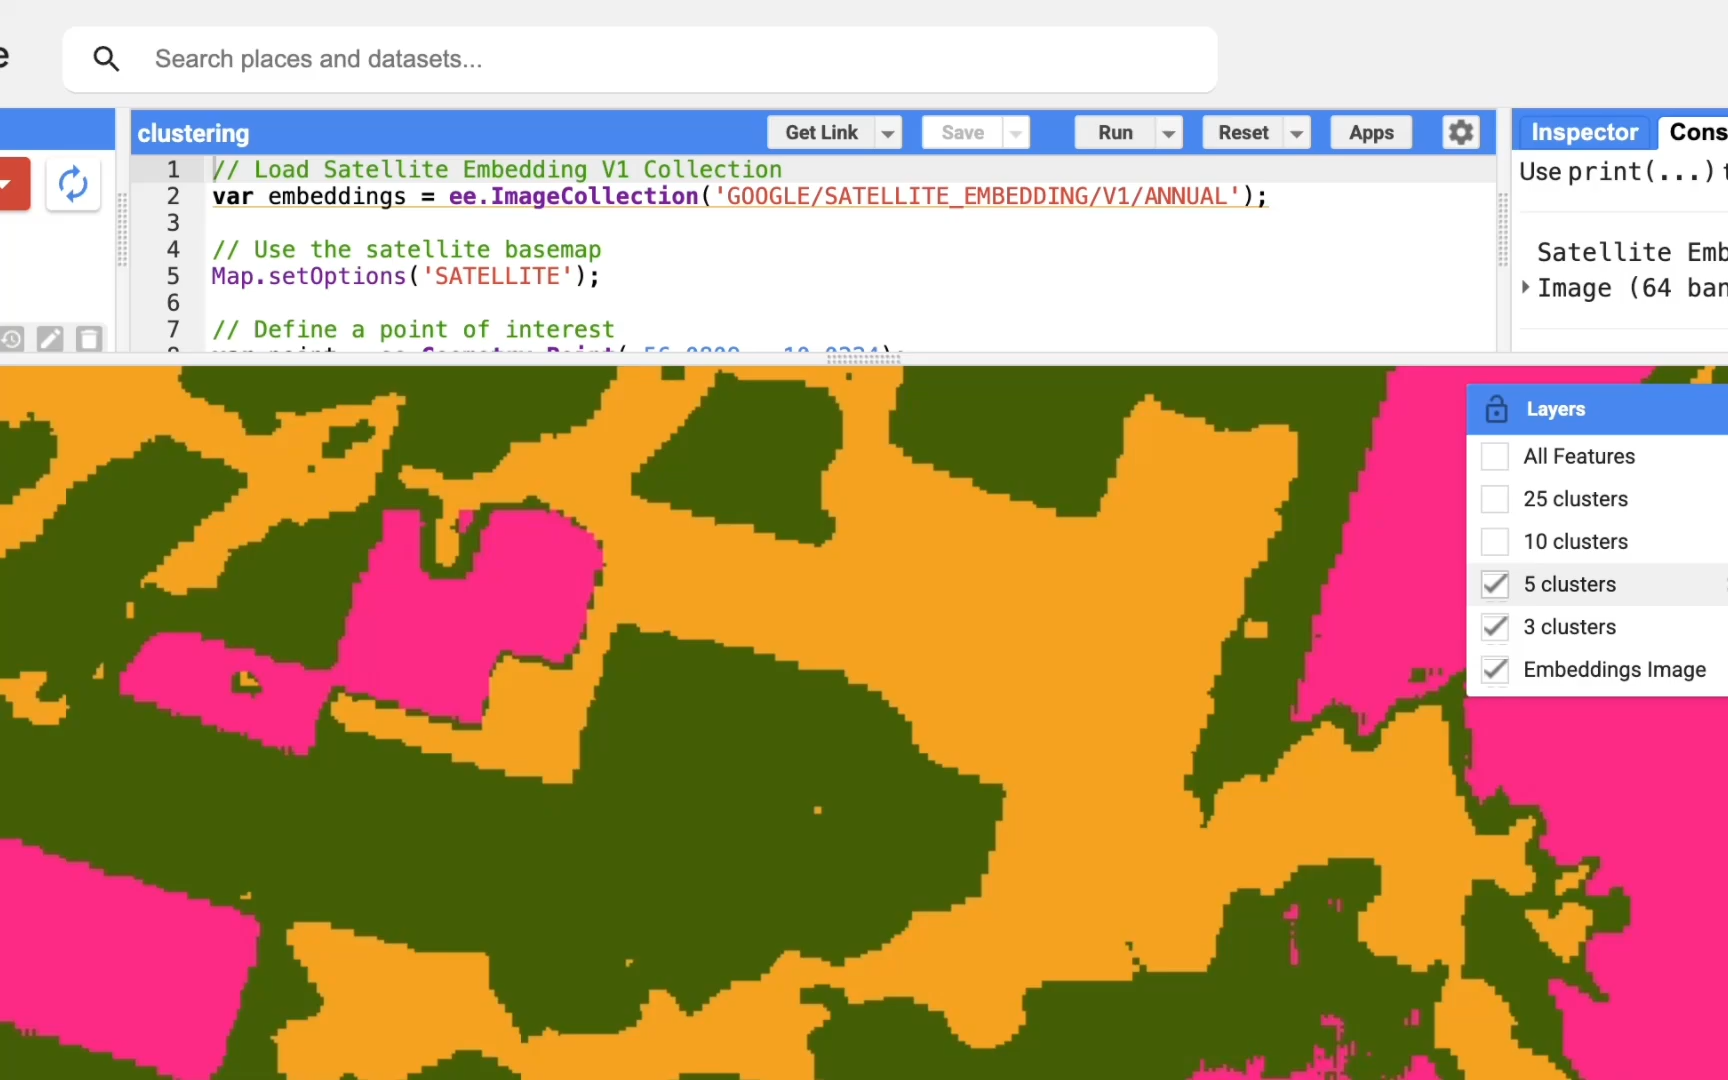 e
Search places and datasets...
clustering
Get Link
Save
Run
Reset
Apps
Inspector
Cons
1 // Load Satellite Embedding V1 Collection
2 var embeddings = ee.ImageCollection('GOOGLE/SATELLITE_EMBEDDING/V1/ANNUAL');
3
4 // Use the satellite basemap
5 Map.setOptions('SATELLITE');
6
7 // Define a point of interest
Use print(...) t
Satellite Emb
Image (64 ban
Layers
All Features
25 clusters
10 clusters
5 clusters
3 clusters
Embeddings Image